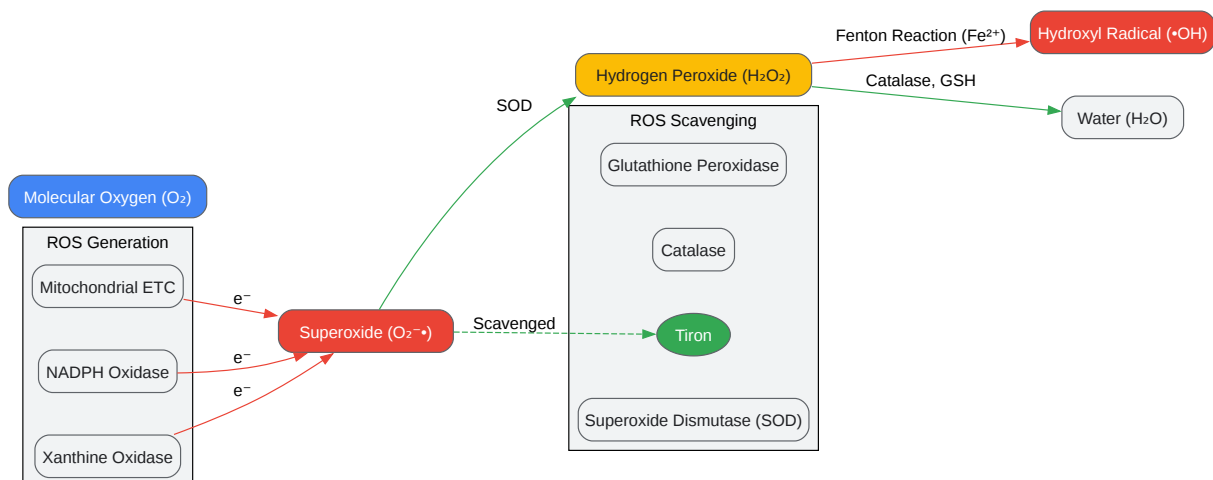 Fenton Reaction (Fe²⁺)
Hydroxyl Radical (•OH)
Hydrogen Peroxide (H₂O₂)
Catalase, GSH
SOD
Water (H₂O)
ROS Scavenging
Glutathione Peroxidase
Molecular Oxygen (O₂)
ROS Generation
Catalase
Mitochondrial ETC
e⁻
Superoxide (O₂⁻•)
Scavenged
Tiron
e⁻
NADPH Oxidase
e⁻
Superoxide Dismutase (SOD)
Xanthine Oxidase